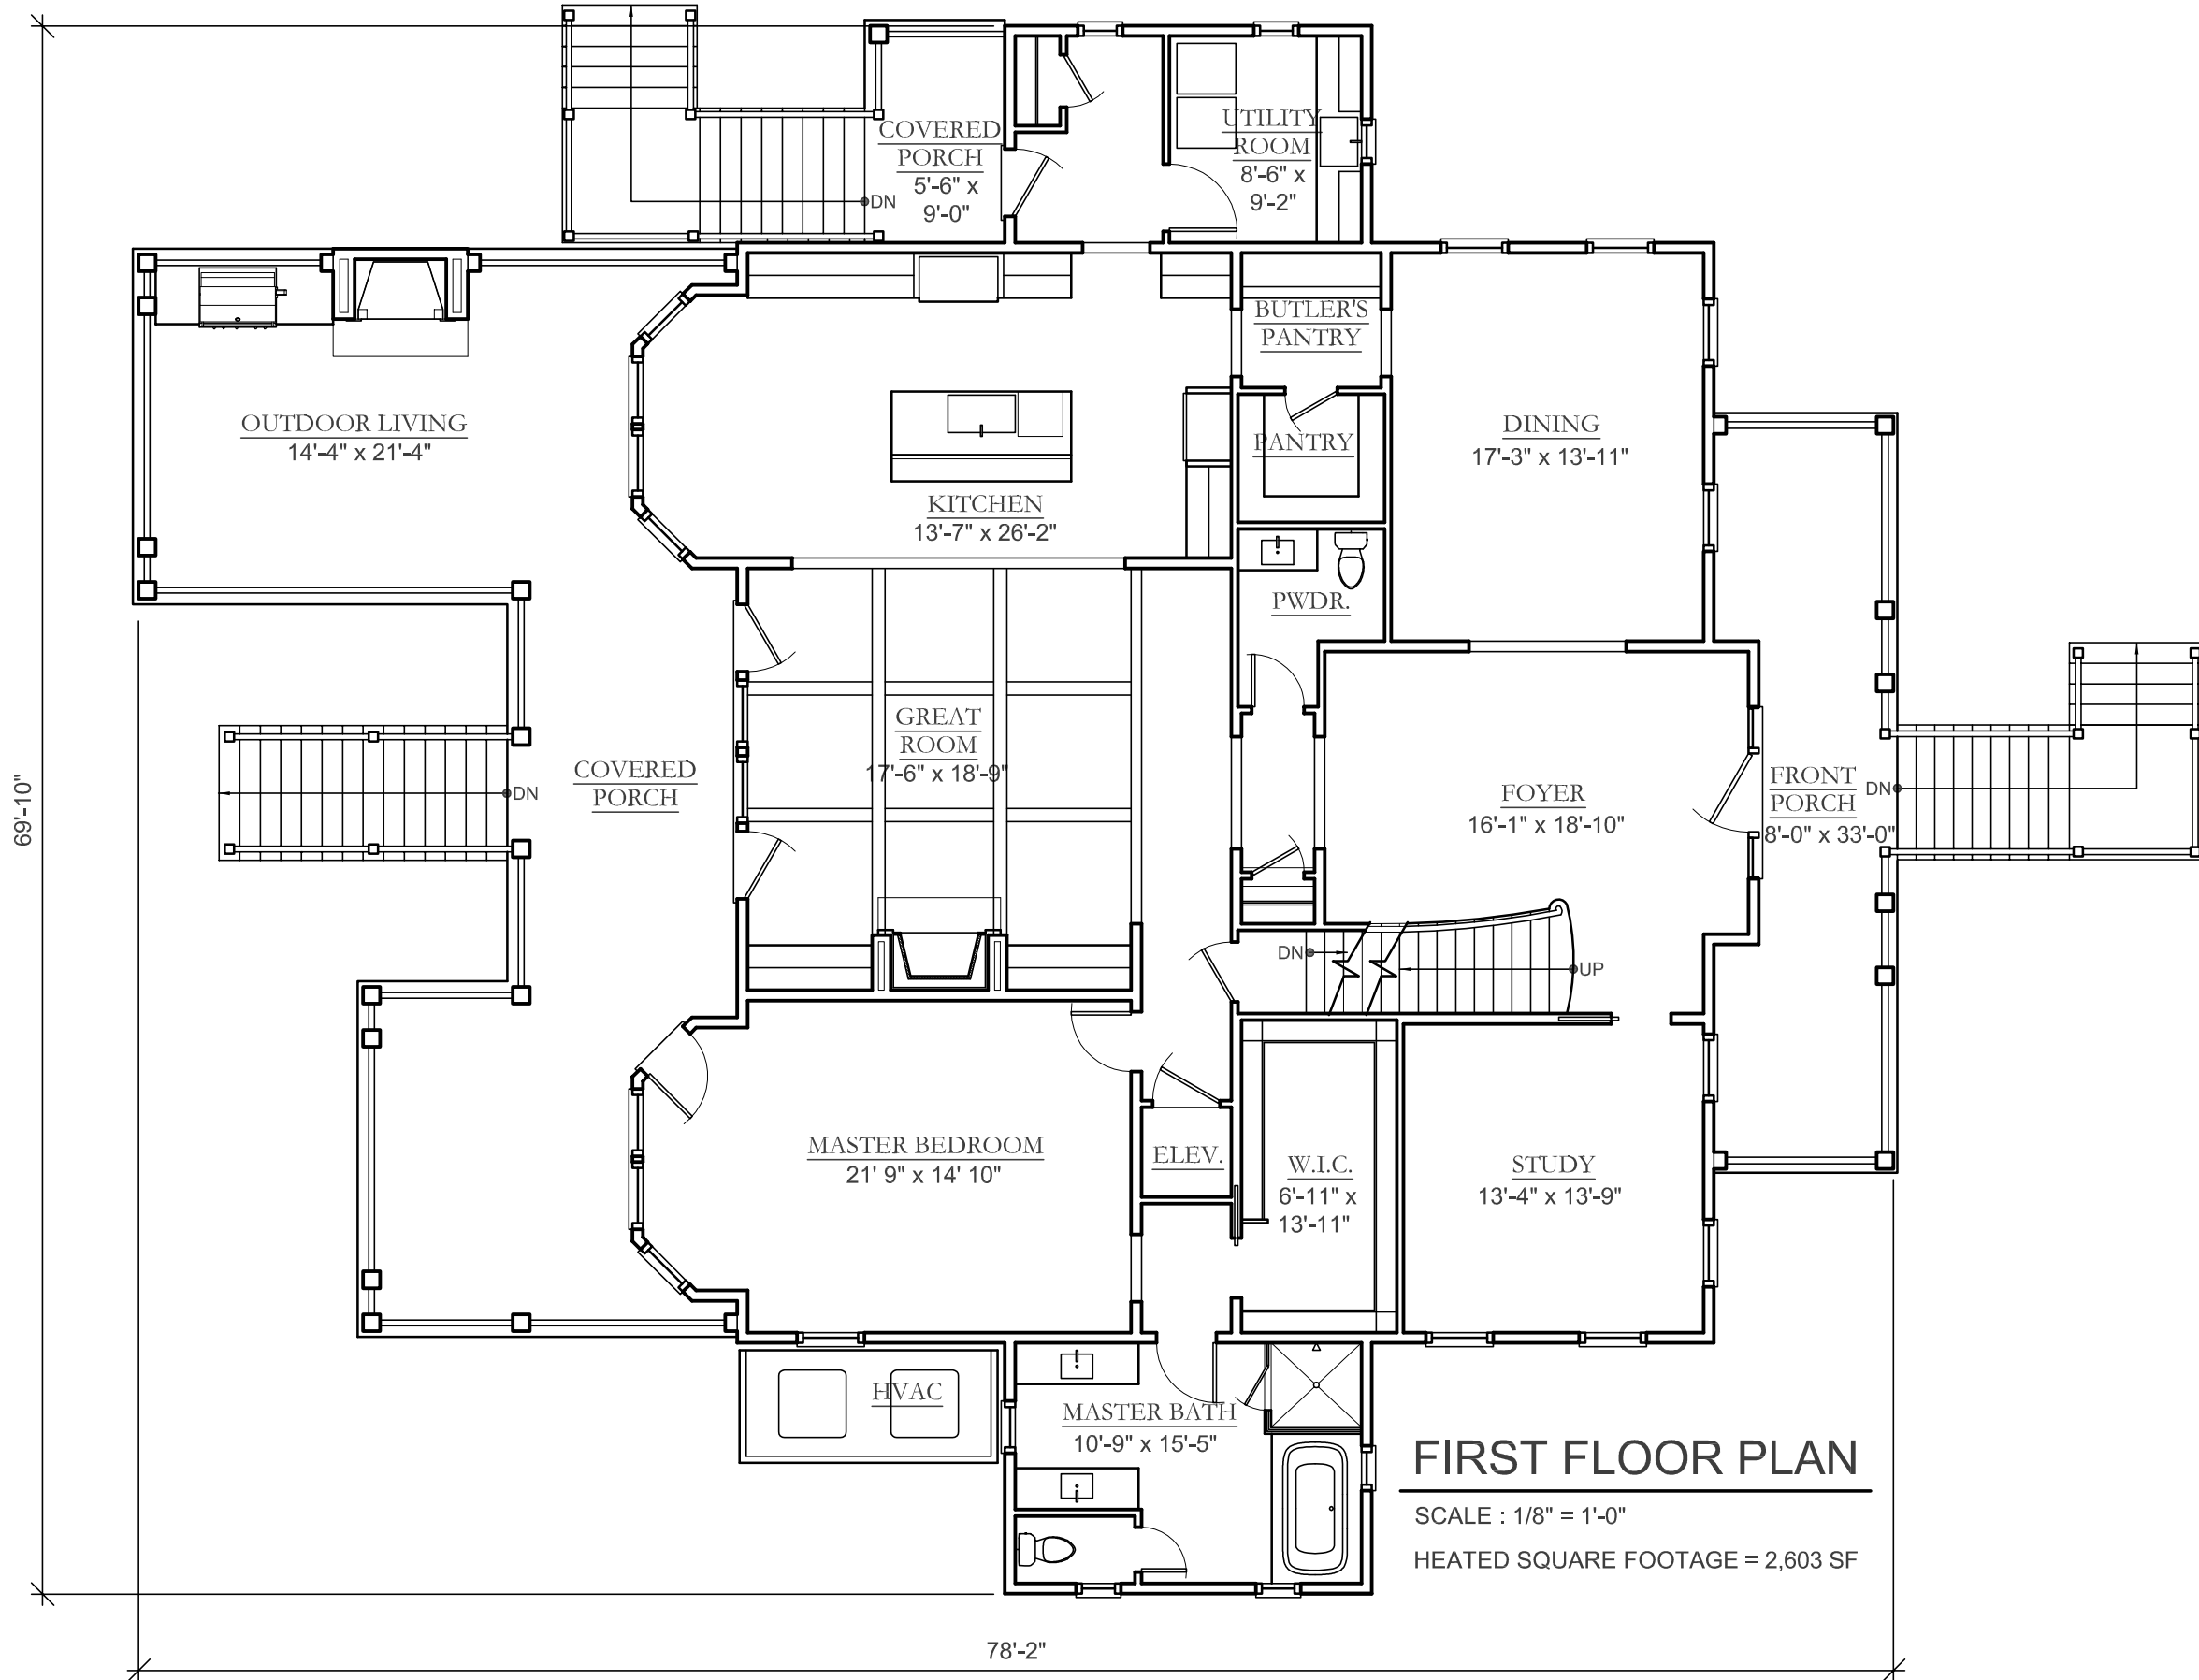 COVERED
PORCH
5'-6" x
9'-0"
DN
UTILITY
ROOM
8'-6" x
9'-2"
BUTLER'S
PANTRY
OUTDOOR LIVING
14'-4" x 21'-4"
PANTRY
DINING
17'-3" x 13'-11"
KITCHEN
13'-7" x 26'-2"
PWDR.
GREAT
ROOM
17'-6" x 18'-9"
COVERED
PORCH
DN
FOYER
16'-1" x 18'-10"
FRONT
PORCH
8'-0" x 33'-0"
DN
69'-10"
DN
UP
MASTER BEDROOM
21' 9" x 14' 10"
ELEV.
W.I.C.
6'-11" x
13'-11"
STUDY
13'-4" x 13'-9"
HVAC
MASTER BATH
10'-9" x 15'-5"
FIRST FLOOR PLAN
SCALE : 1/8" = 1'-0"
HEATED SQUARE FOOTAGE = 2,603 SF
78'-2"